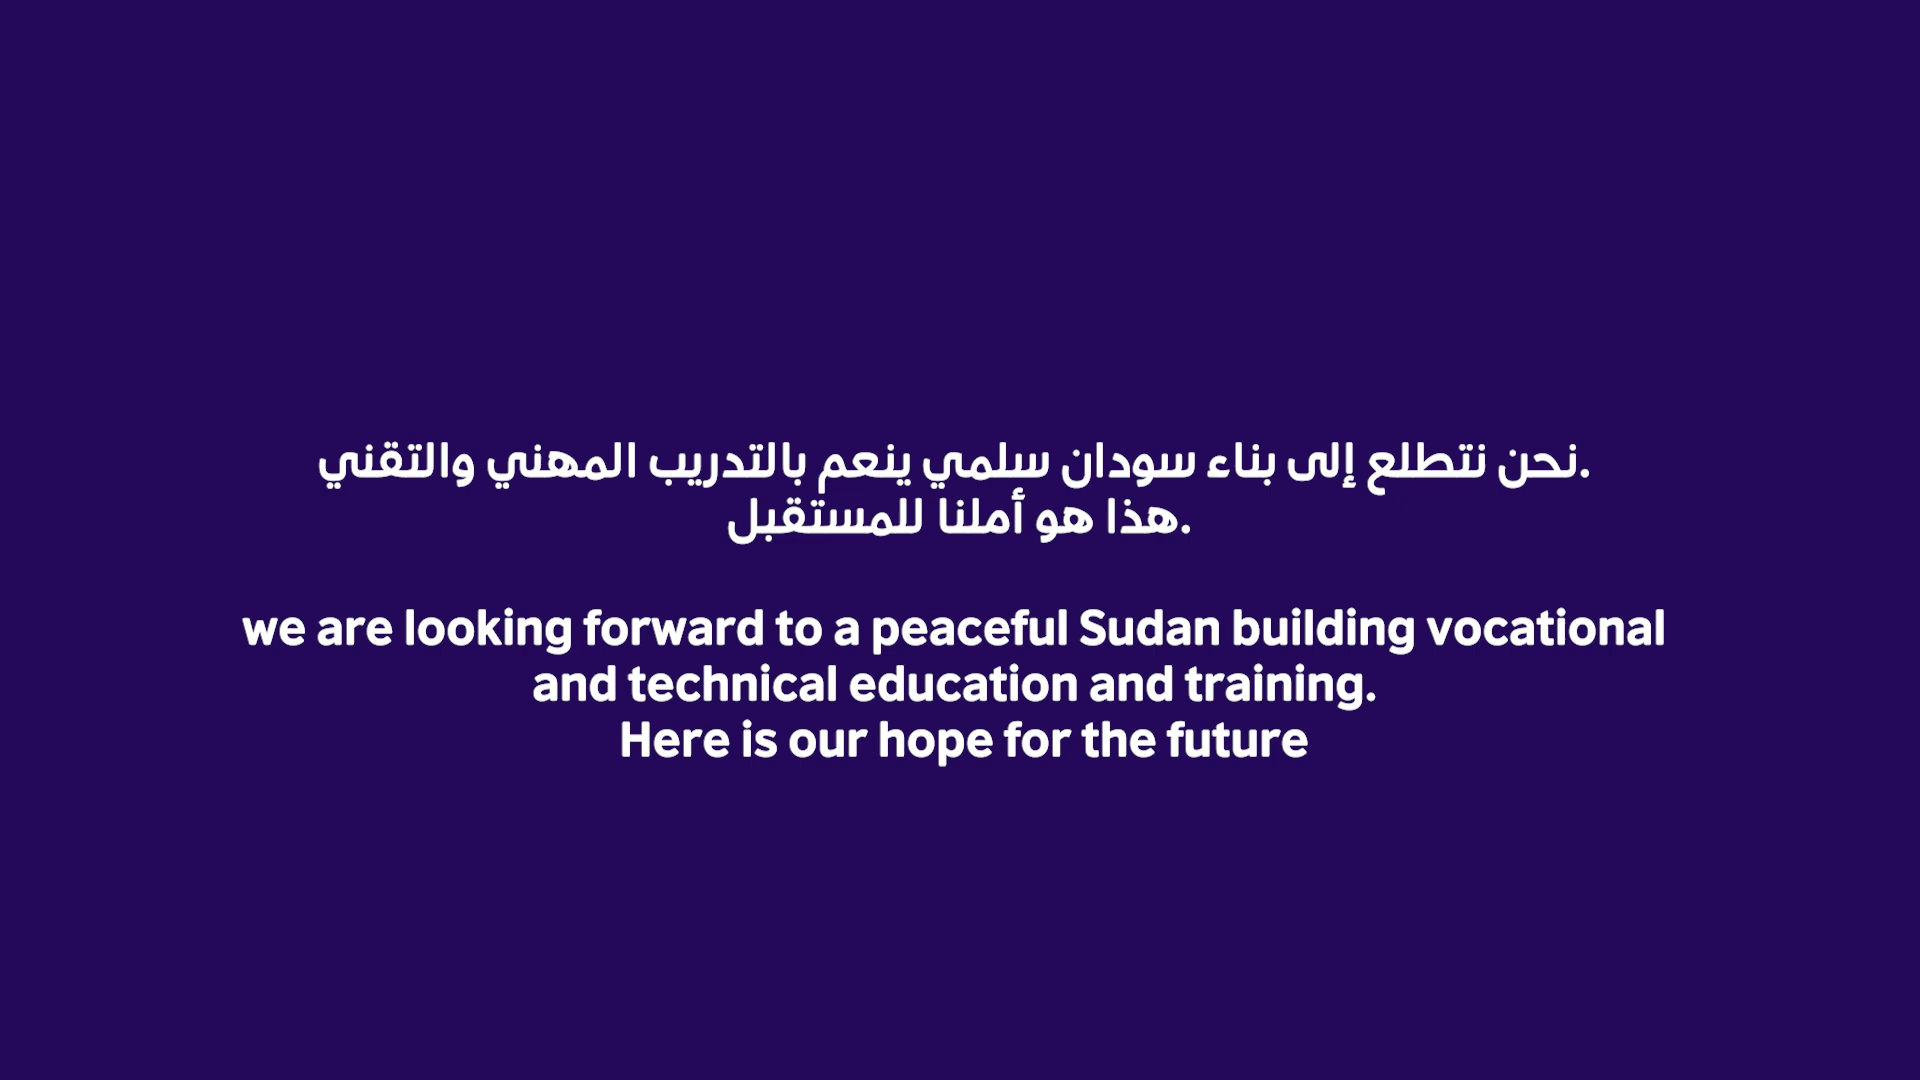 نحن نتطلع إلى بناء سودان سلمي ينعم بالتدريب المهني والتقني.
هذا هو أملنا للمستقبل.
we are looking forward to a peaceful Sudan building vocational
and technical education and training.
Here is our hope for the future